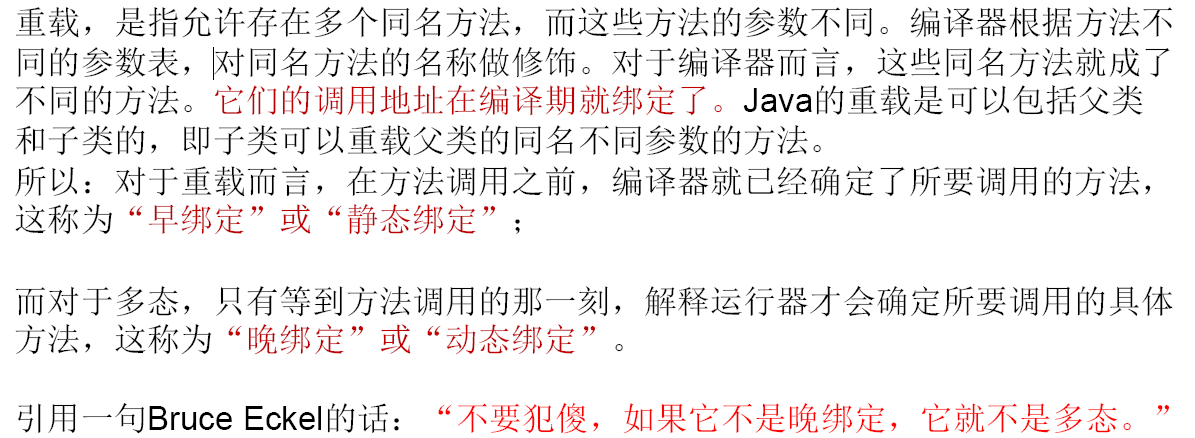 重载，是指允许存在多个同名方法，而这些方法的参数不同。编译器根据方法不
同的参数表，对同名方法的名称做修饰。对于编译器而言，这些同名方法就成了
不同的方法。它们的调用地址在编译期就绑定了。Java的重载是可以包括父类
和子类的，即子类可以重载父类的同名不同参数的方法。
所以：对于重载而言，在方法调用之前，编译器就已经确定了所要调用的方法，
这称为“早绑定”或“静态绑定”；
而对于多态，只有等到方法调用的那一刻，解释运行器才会确定所要调用的具体
方法，这称为“晚绑定”或“动态绑定”。
引用一句Bruce Eckel的话：“不要犯傻，如果它不是晚绑定，它就不是多态。”